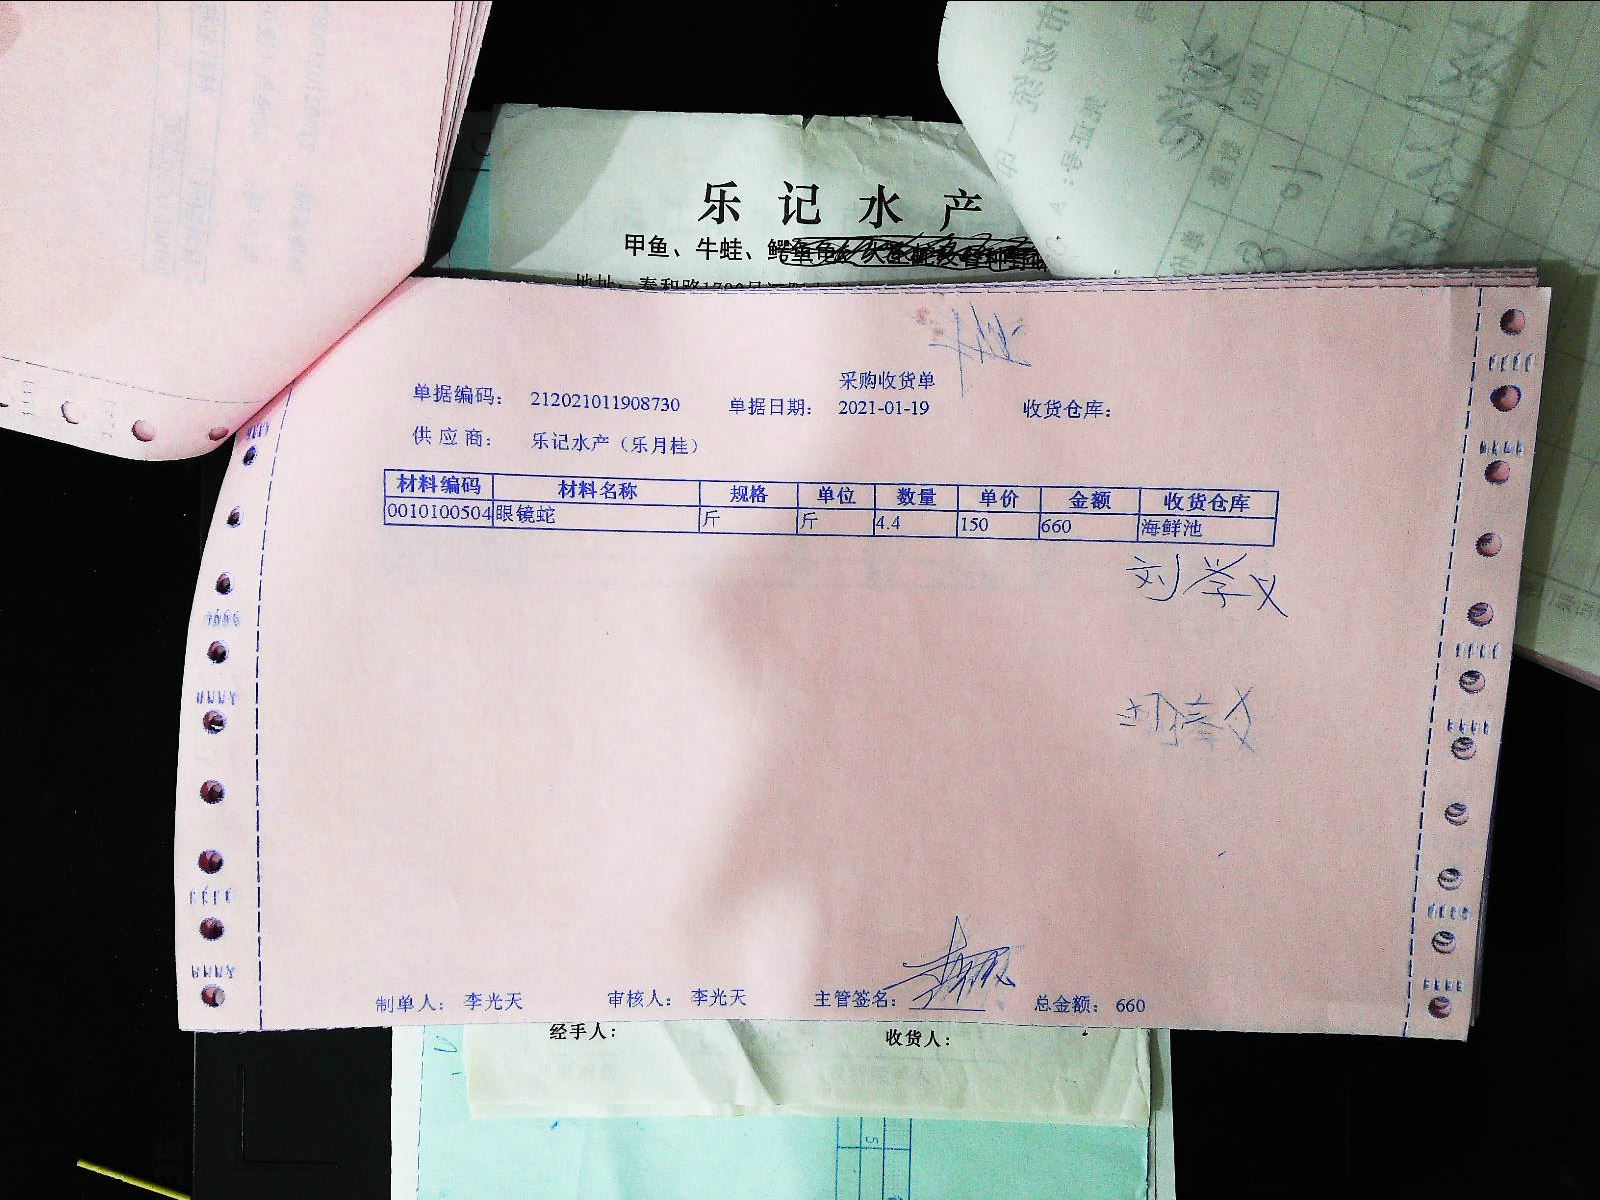 乐记水产
甲鱼、牛蛙、鳄
采购收货单
单据编码： 212021011908730 单据日期： 2021-01-19 收货仓库：
供应商： 乐记水产（乐月桂）
材料编码 材料名称 规格 单位 数量 单价 金额 收货仓库
0010100504 眼镜蛇 斤 斤 4.4 150 660 海鲜池
刘学义
制单人： 李光天 审核人： 李光天 主管签名： 总金额： 660
经手人： 收货人：